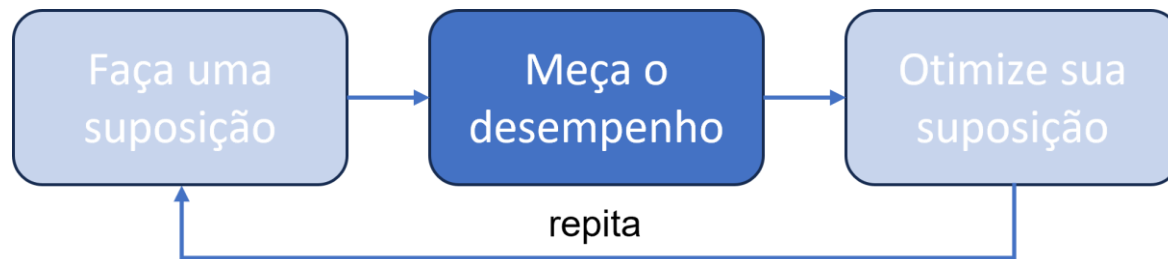 Faça uma
suposição
Meça o
desempenho
Otimize sua
suposição
repita